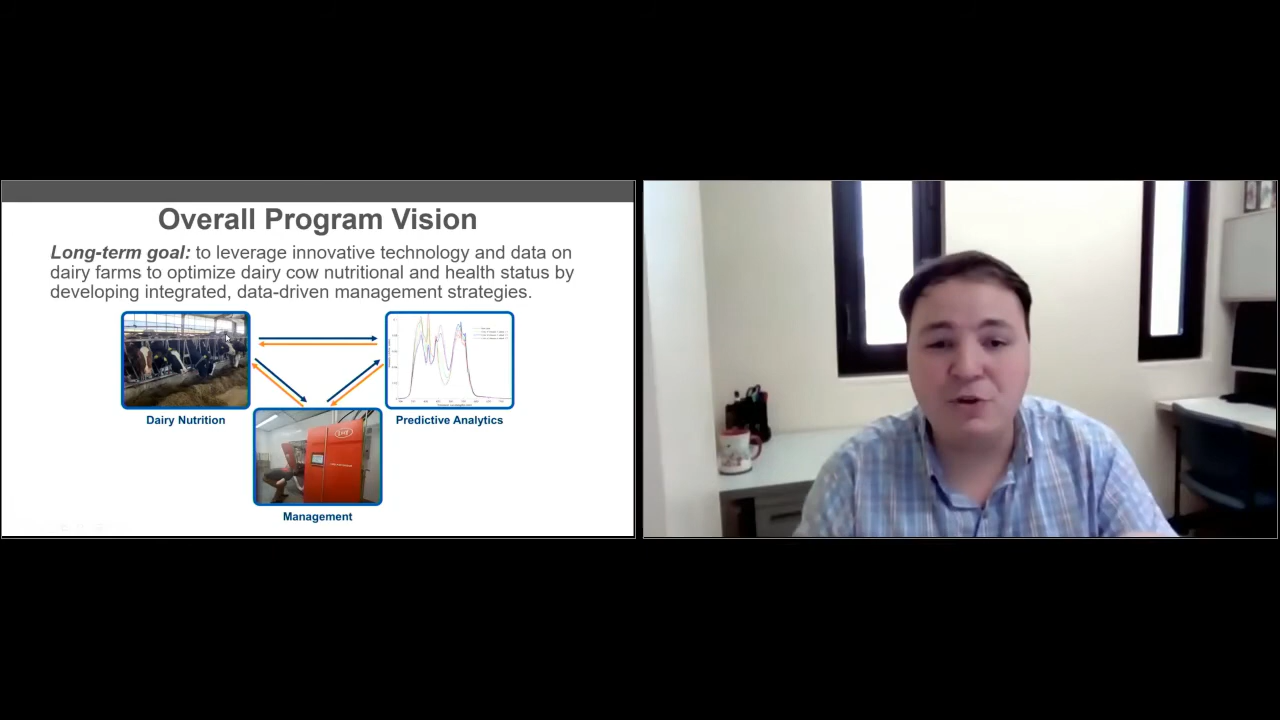 Overall Program Vision
Long-term goal: to leverage innovative technology and data on
dairy farms to optimize dairy cow nutritional and health status by
developing integrated, data-driven management strategies.
Dairy Nutrition
Predictive Analytics
Management